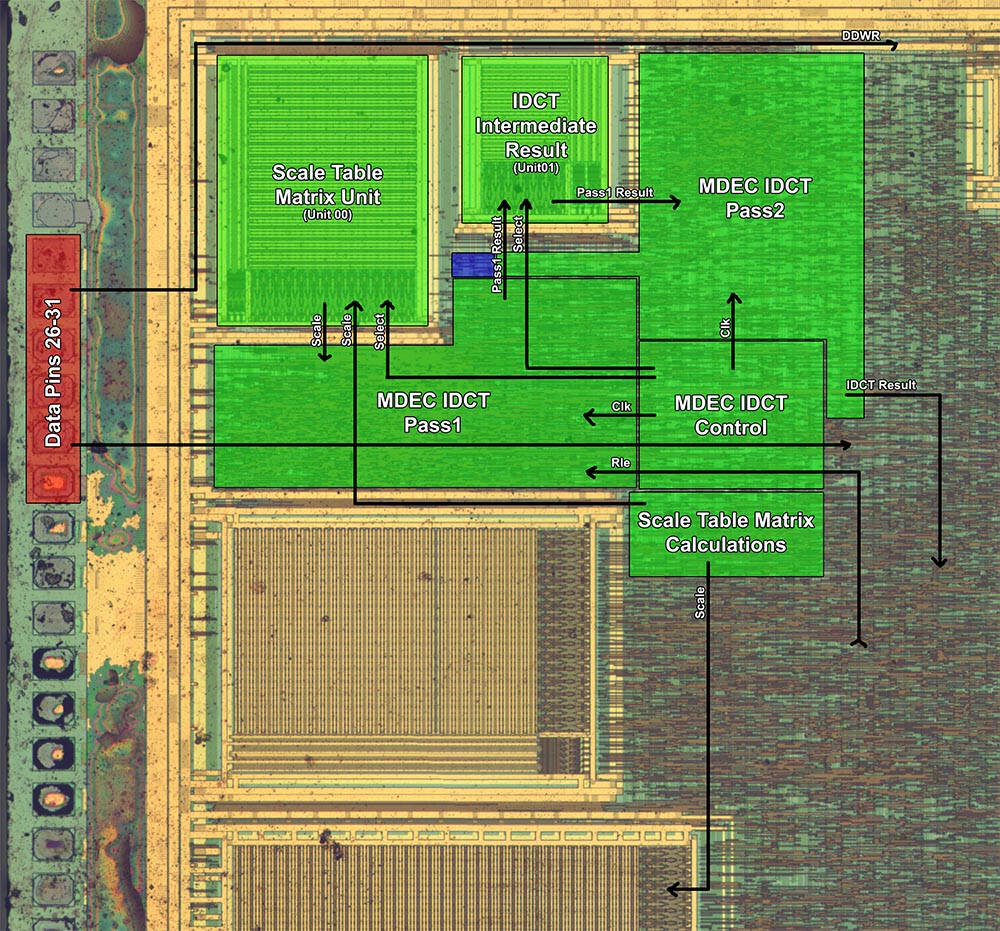 DDWR
IDCT
Intermediate
Result
(Unit01)
Scale Table
Matrix Unit
(Unit 00)
Pass1 Result
MDEC IDCT
Pass2
Pass1 Result
Select
Data Pins 26-31
Scale
Scale
Select
Clk
IDCT Result
MDEC IDCT
Pass1
Clk
MDEC IDCT
Control
Rle
Scale Table Matrix
Calculations
Scale